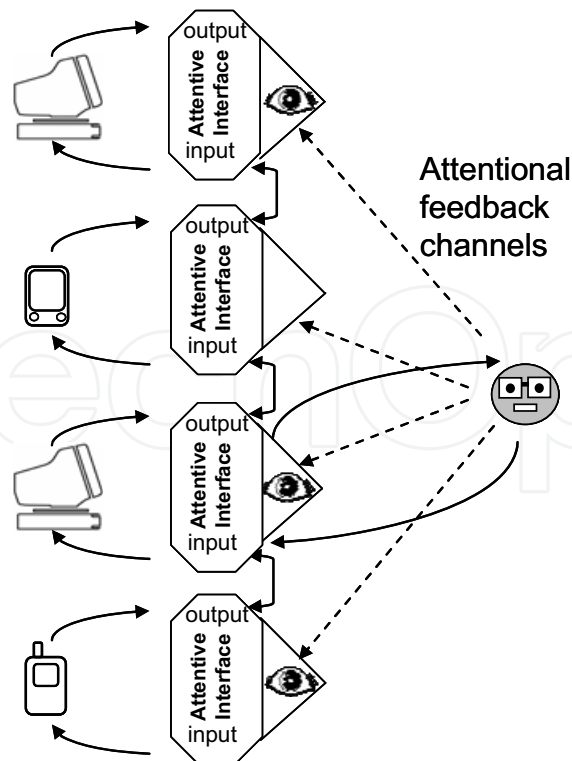 output
Attentive
Interface
input
Attentional
feedback
channels
output
Attentive
Interface
input
output
Attentive
Interface
input
output
Attentive
Interface
input